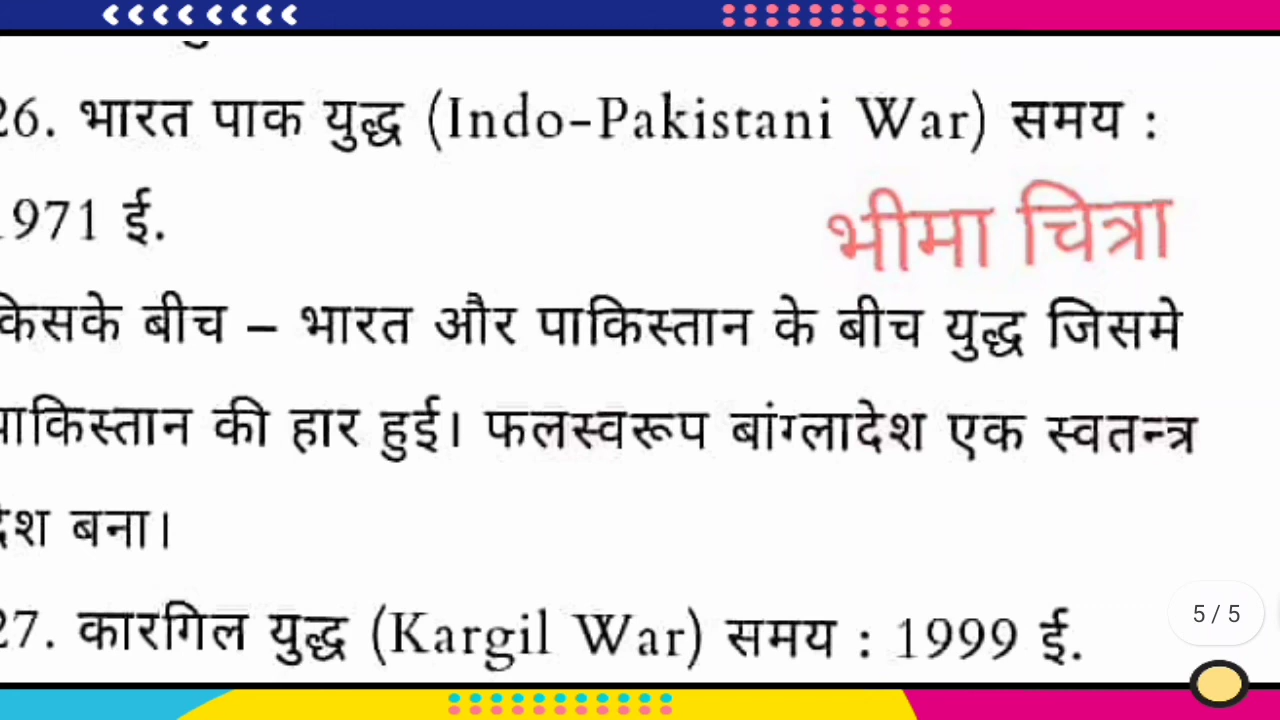 26. भारत पाक युद्ध (Indo-Pakistani War) समय :
1971 ई.
भीमा चित्रा
किसके बीच – भारत और पाकिस्तान के बीच युद्ध जिसमे
पाकिस्तान की हार हुई। फलस्वरूप बांग्लादेश एक स्वतन्त्र
देश बना।
27. कारगिल युद्ध (Kargil War) समय : 1999 ई.
5 / 5